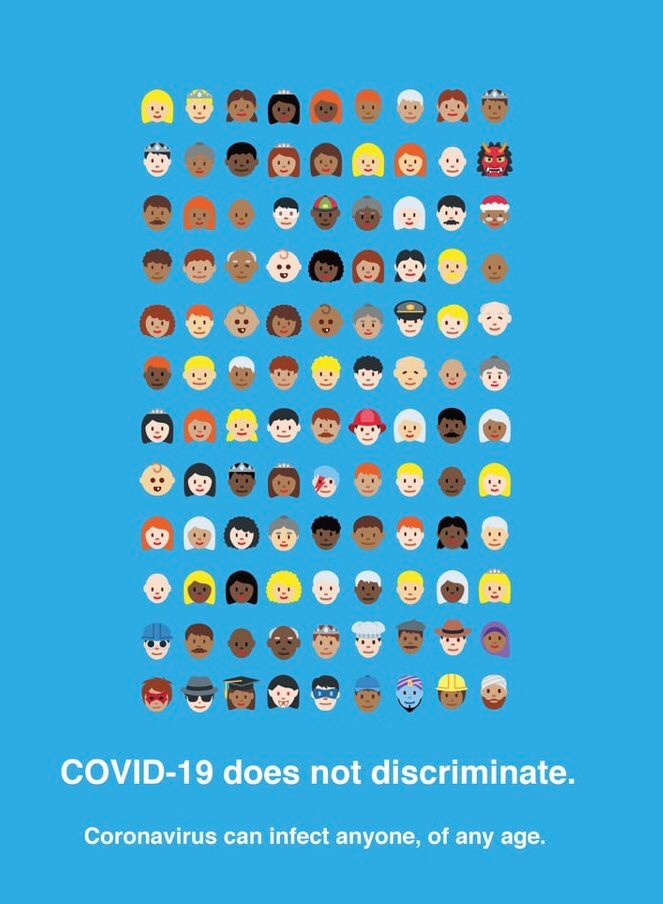 COVID-19 does not discriminate.
Coronavirus can infect anyone, of any age.